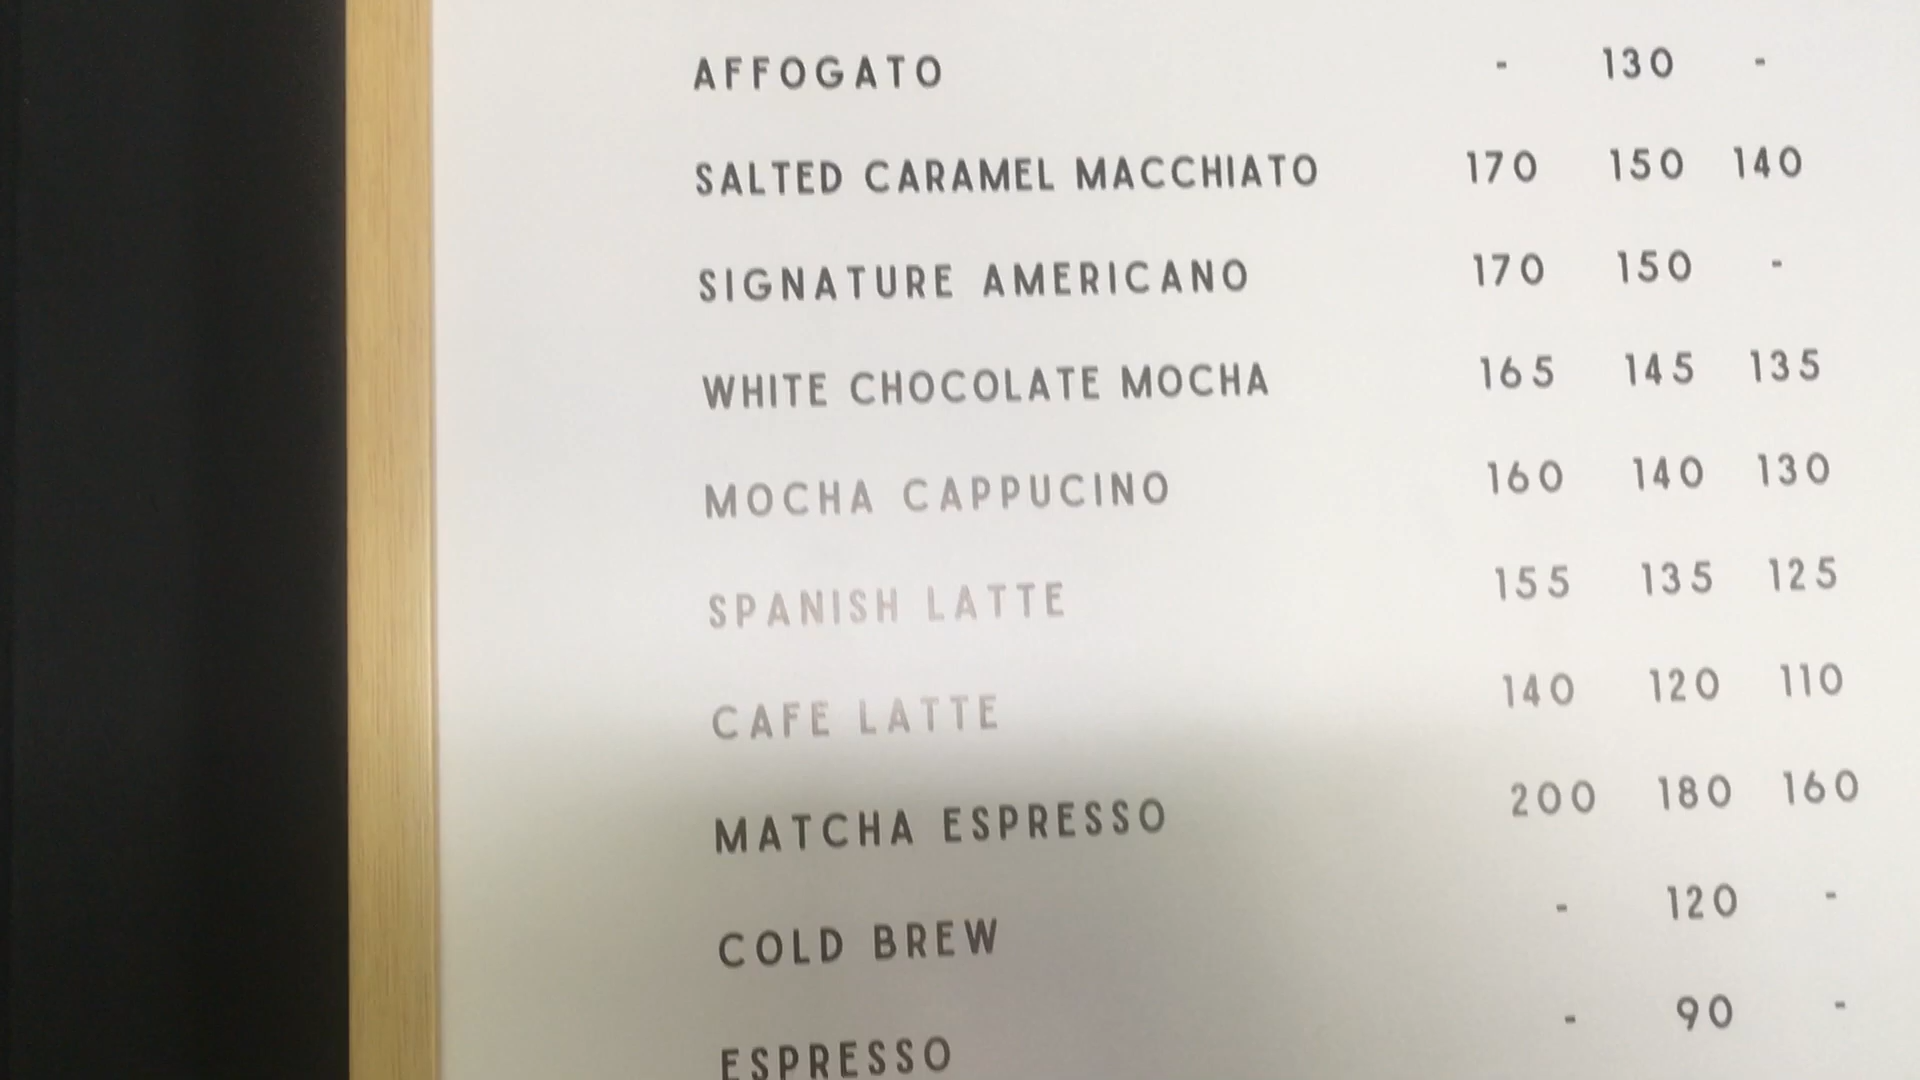 AFFOGATO - 130 -
SALTED CARAMEL MACCHIATO 170 150 140
SIGNATURE AMERICANO 170 150 -
WHITE CHOCOLATE MOCHA 165 145 135
MOCHA CAPPUCINO 160 140 130
SPANISH LATTE 155 135 125
CAFE LATTE 140 120 110
MATCHA ESPRESSO 200 180 160
COLD BREW - 120 -
ESPRESSO - 90 -